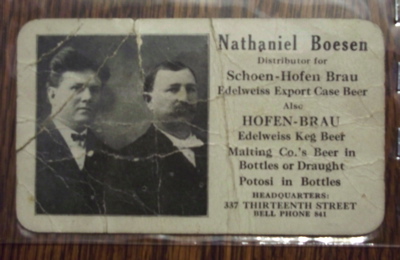 Nathaniel Boesen
Distributor for
Schoen-Hofen Brau
Edelweiss Export Case Beer
Also
HOFEN-BRAU
Edelweiss Keg Beer
Malting Co.'s Beer in
Bottles or Draught
Potosi in Bottles
HEADQUARTERS:
337 THIRTEENTH STREET
BELL PHONE 841